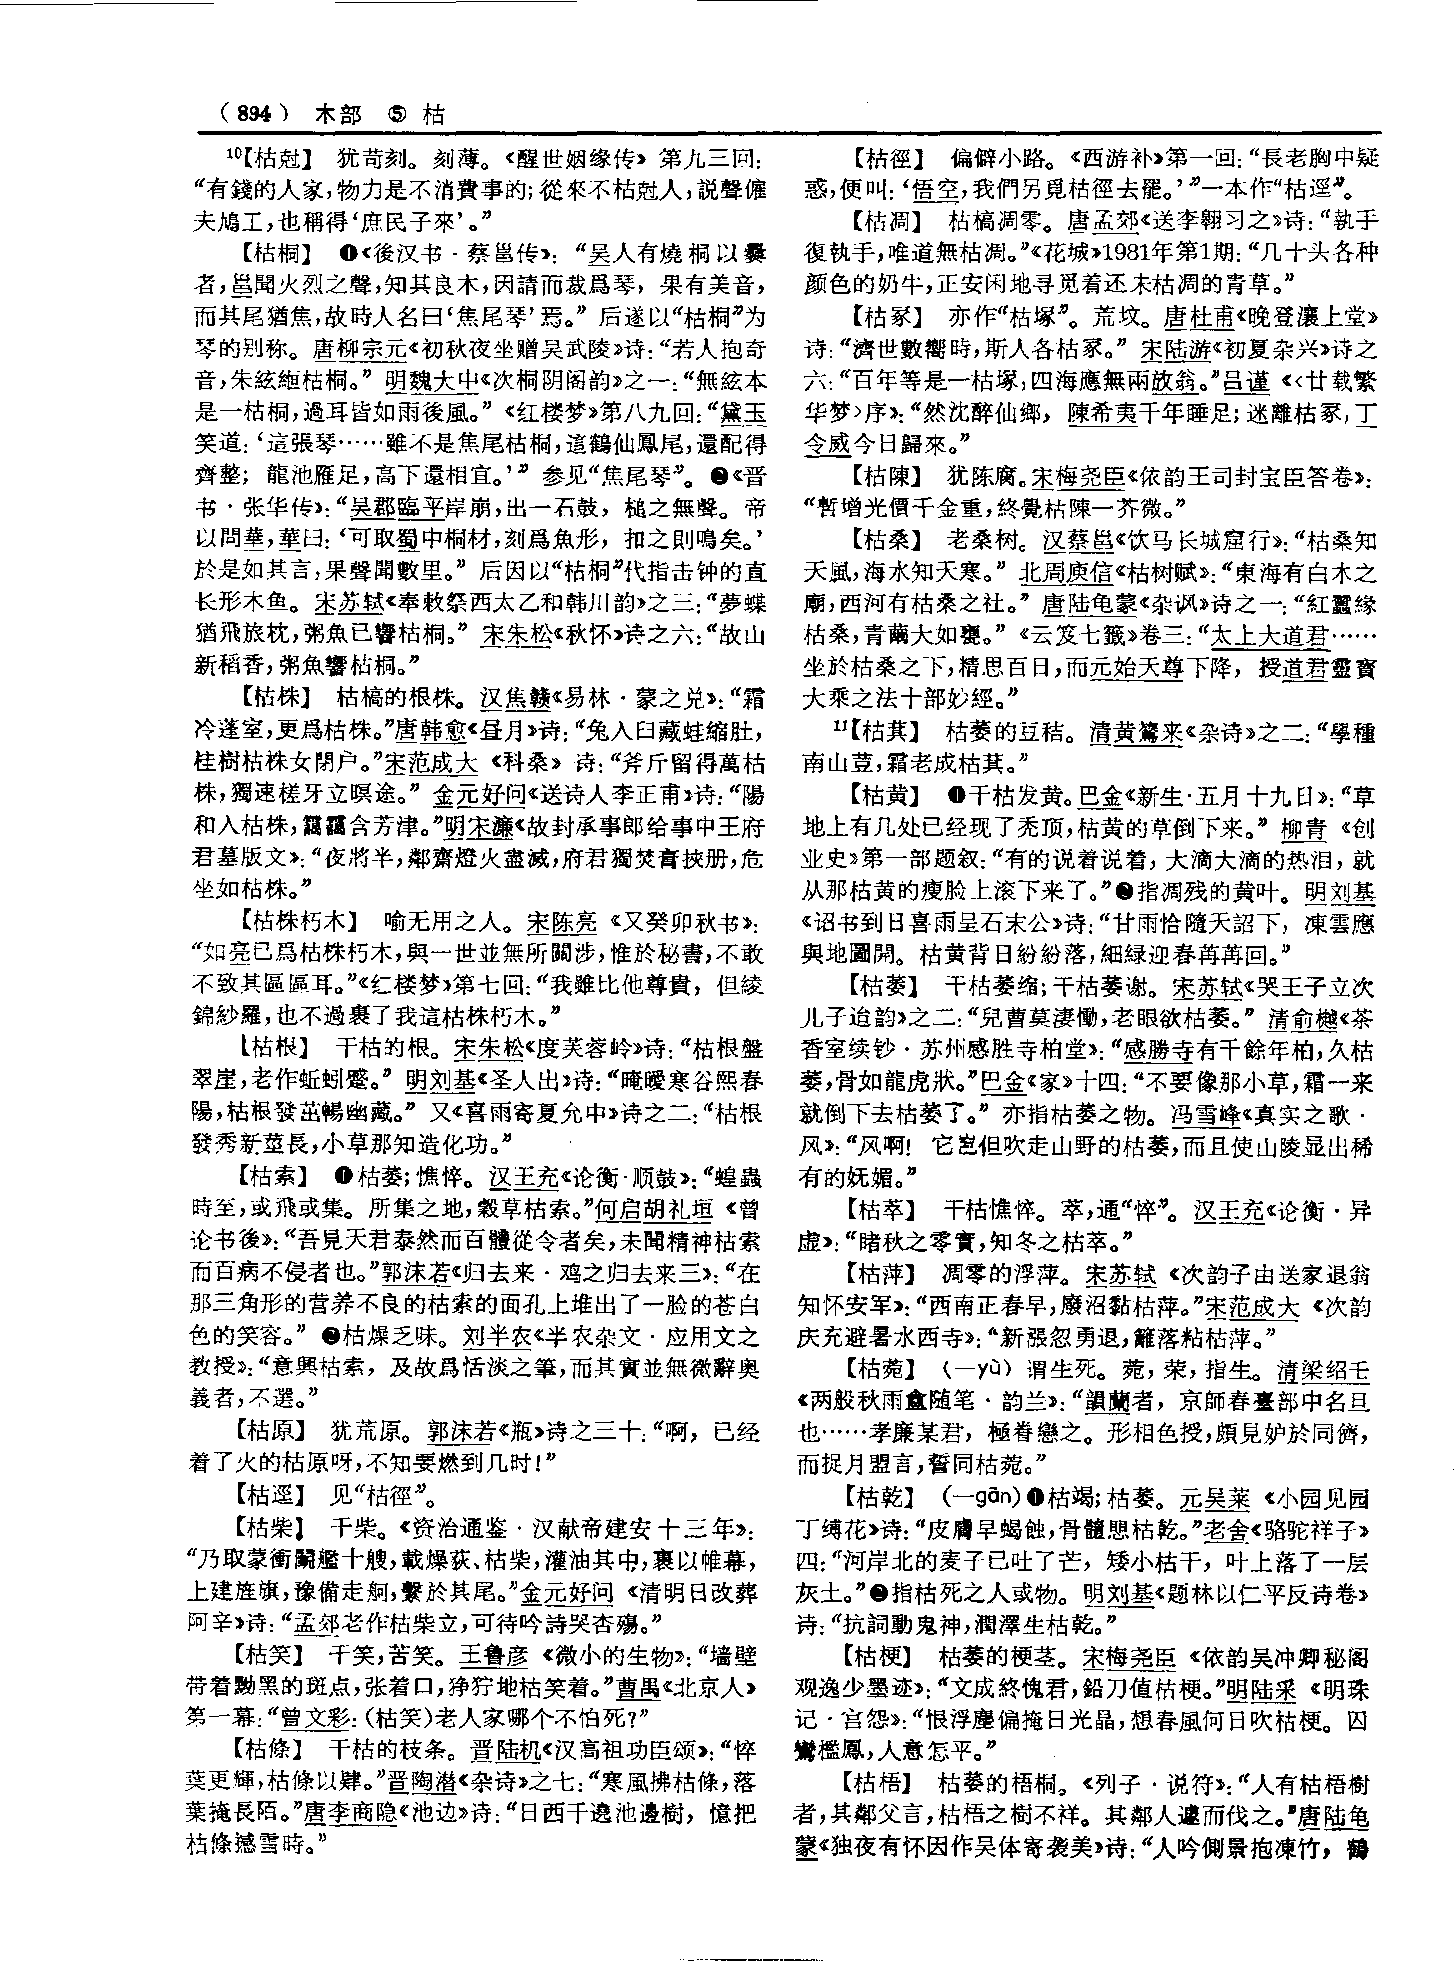 （894） 木部 ⑤ 枯
10【枯尅】 犹苛刻。刻薄。《醒世姻缘传》第九三回：
“有錢的人家，物力是不消費事的；從來不枯尅人，説聲僱
夫鳩工，也稱得‘庶民子來’。”
【枯桐】 ❶《後汉书·蔡邕传》：“吴人有燒桐以爨
者，邕聞火烈之聲，知其良木，因請而裁爲琴，果有美音，
而其尾猶焦，故時人名曰‘焦尾琴’焉。”后遂以“枯桐”为
琴的别称。唐柳宗元《初秋夜坐赠吴武陵》诗：“若人抱奇
音，朱絃緪枯桐。”明魏大中《次桐阴阁韵》之一：“無絃本
是一枯桐，過耳皆如雨後風。”《红楼梦》第八九回：“黛玉
笑道：‘這張琴……雖不是焦尾枯桐，這鶴仙鳳尾，還配得
齊整；龍池雁足，高下還相宜。’”参见“焦尾琴”。❷《晋
书·张华传》：“吴郡臨平岸崩，出一石鼓，槌之無聲。帝
以問華，華曰：‘可取蜀中桐材，刻爲魚形，扣之則鳴矣。’
於是如其言，果聲聞數里。”后因以“枯桐”代指击钟的直
长形木鱼。宋苏轼《奉敕祭西太乙和韩川韵》之三：“夢蝶
猶飛旅枕，粥魚已響枯桐。”宋朱松《秋怀》诗之六：“故山
新稻香，粥魚響枯桐。”
【枯株】 枯槁的根株。汉焦赣《易林·蒙之兑》：“霜
冷蓬室，更爲枯株。”唐韩愈《昼月》诗：“兔入臼藏蛙縮肚，
桂樹枯株女閉户。”宋范成大《科桑》诗：“斧斤留得萬枯
株，獨速槎牙立暝途。”金元好问《送诗人李正甫》诗：“陽
和入枯株，靄靄含芳津。”明宋濂《故封承事郎给事中王府
君墓版文》：“夜將半，鄰齋燈火盡滅，府君獨焚膏挾册，危
坐如枯株。”
【枯株朽木】 喻无用之人。宋陈亮《又癸卯秋书》：
“如亮已爲枯株朽木，與一世並無所關涉，惟於秘書，不敢
不致其區區耳。”《红楼梦》第七回：“我雖比他尊貴，但綾
錦紗羅，也不過裹了我這枯株朽木。”
【枯根】 干枯的根。宋朱松《度芙蓉岭》诗：“枯根盤
翠崖，老作蚯蚓蹙。”明刘基《圣人出》诗：“晻曖寒谷熙春
陽，枯根發茁暢幽藏。”又《喜雨寄夏允中》诗之二：“枯根
發秀新莖長，小草那知造化功。”
【枯索】 ❶枯萎；憔悴。汉王充《论衡·顺鼓》：“蝗蟲
時至，或飛或集。所集之地，穀草枯索。”何启胡礼垣《曾
论书後》：“吾見天君泰然而百體從令者矣，未聞精神枯索
而百病不侵者也。”郭沫若《归去来·鸡之归去来三》：“在
那三角形的营养不良的枯索的面孔上堆出了一脸的苍白
色的笑容。”❷枯燥乏味。刘半农《半农杂文·应用文之
教授》：“意興枯索，及故爲恬淡之筆，而其實並無微辭奥
義者，不選。”
【枯原】 犹荒原。郭沫若《瓶》诗之三十：“啊，已经
着了火的枯原呀，不知要燃到几时！”
【枯逕】 见“枯徑”。
【枯柴】 干柴。《资治通鉴·汉献帝建安十三年》：
“乃取蒙衝鬬艦十艘，載燥荻、枯柴，灌油其中，裹以帷幕，
上建旌旗，豫備走舸，繫於其尾。”金元好问《清明日改葬
阿辛》诗：“孟郊老作枯柴立，可待吟詩哭杏殤。”
【枯笑】 干笑，苦笑。王鲁彦《微小的生物》：“墙壁
带着黝黑的斑点，张着口，狰狞地枯笑着。”曹禺《北京人》
第一幕：“曾文彩：（枯笑）老人家哪个不怕死？”
【枯條】 干枯的枝条。晋陆机《汉高祖功臣颂》：“悴
葉更輝，枯條以肄。”晋陶潜《杂诗》之七：“寒風拂枯條，落
葉掩長陌。”唐李商隐《池边》诗：“日西千遶池邊樹，憶把
枯條撼雪時。”
【枯徑】 偏僻小路。《西游补》第一回：“長老胸中疑
惑，便叫：‘悟空，我們另覓枯徑去罷。’”一本作“枯逕”。
【枯凋】 枯槁凋零。唐孟郊《送李翱习之》诗：“執手
復執手，唯道無枯凋。”《花城》1981年第1期：“几十头各种
颜色的奶牛，正安闲地寻觅着还未枯凋的青草。”
【枯冢】 亦作“枯塚”。荒坟。唐杜甫《晚登瀼上堂》
诗：“濟世數嚮時，斯人各枯冢。”宋陆游《初夏杂兴》诗之
六：“百年等是一枯塚，四海應無兩放翁。”吕谨《〈廿载繁
华梦〉序》：“然沈醉仙鄉，陳希夷千年睡足；迷離枯冢，丁
令威今日歸來。”
【枯陳】 犹陈腐。宋梅尧臣《依韵王司封宝臣答卷》：
“暫增光價千金重，終覺枯陳一芥微。”
【枯桑】 老桑树。汉蔡邕《饮马长城窟行》：“枯桑知
天風，海水知天寒。”北周庾信《枯树赋》：“東海有白木之
廟，西河有枯桑之社。”唐陆龟蒙《杂讽》诗之一：“紅蠶缘
枯桑，青繭大如甕。”《云笈七籤》卷三：“太上大道君……
坐於枯桑之下，精思百日，而元始天尊下降，授道君靈寳
大乘之法十部妙經。”
11【枯萁】 枯萎的豆秸。清黄鷟来《杂诗》之二：“學種
南山荳，霜老成枯萁。”
【枯黄】 ❶干枯发黄。巴金《新生·五月十九日》：“草
地上有几处已经现了秃顶，枯黄的草倒下来。”柳青《创
业史》第一部题叙：“有的说着说着，大滴大滴的热泪，就
从那枯黄的瘦脸上滚下来了。”❷指凋残的黄叶。明刘基
《诏书到日喜雨呈石末公》诗：“甘雨恰隨天詔下，凍雲應
與地圖開。枯黄背日紛紛落，細緑迎春苒苒回。”
【枯萎】 干枯萎缩；干枯萎谢。宋苏轼《哭王子立次
儿子迨韵》之二：“兒曹莫淒慟，老眼欲枯萎。”清俞樾《茶
香室续钞·苏州感胜寺柏堂》：“感勝寺有千餘年柏，久枯
萎，骨如龍虎狀。”巴金《家》十四：“不要像那小草，霜一来
就倒下去枯萎了。”亦指枯萎之物。冯雪峰《真实之歌·
风》：“风啊！它岂但吹走山野的枯萎，而且使山陵显出稀
有的妩媚。”
【枯萃】 干枯憔悴。萃，通“悴”。汉王充《论衡·异
虚》：“睹秋之零實，知冬之枯萃。”
【枯萍】 凋零的浮萍。宋苏轼《次韵子由送家退翁
知怀安军》：“西南正春早，廢沼黏枯萍。”宋范成大《次韵
庆充避暑水西寺》：“新漲忽勇退，籬落粘枯萍。”
【枯菀】 （—yù）谓生死。菀，荣，指生。清梁绍壬
《两般秋雨盦随笔·韵兰》：“韻蘭者，京師春臺部中名旦
也……孝廉某君，極眷戀之。形相色授，頗見妒於同儕，
而捉月盟言，誓同枯菀。”
【枯乾】 （—gān）❶枯竭；枯萎。元吴莱《小园见园
丁缚花》诗：“皮膚早蝎蝕，骨髓想枯乾。”老舍《骆驼祥子》
四：“河岸北的麦子已吐了芒，矮小枯干，叶上落了一层
灰土。”❷指枯死之人或物。明刘基《题林以仁平反诗卷》
诗：“抗詞動鬼神，潤澤生枯乾。”
【枯梗】 枯萎的梗茎。宋梅尧臣《依韵吴冲卿秘阁
观逸少墨迹》：“文成終愧君，鉛刀值枯梗。”明陆采《明珠
记·宫怨》：“恨浮塵偏掩日光晶，想春風何日吹枯梗。囚
鸞檻鳳，人意怎平。”
【枯梧】 枯萎的梧桐。《列子·说符》：“人有枯梧樹
者，其鄰父言，枯梧之樹不祥。其鄰人遽而伐之。”唐陆龟
蒙《独夜有怀因作吴体寄袭美》诗：“人吟側景抱凍竹，鶴